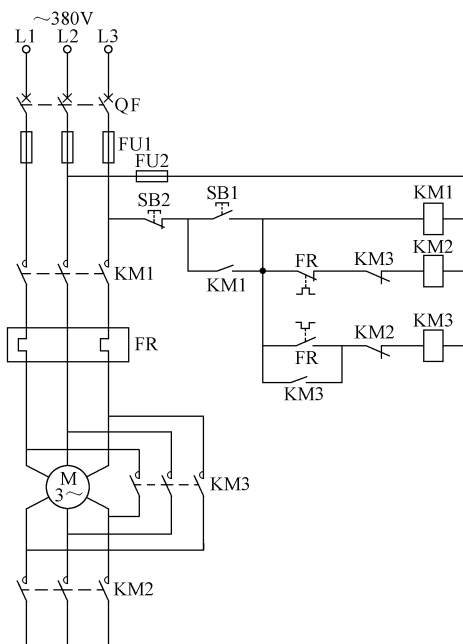 ~380V
L1 L2 L3
QF
FU1
FU2
SB2 SB1 KM1
KM1 KM1 FR KM3 KM2
FR
FR KM2 KM3
KM3
M
3~
KM3
KM2